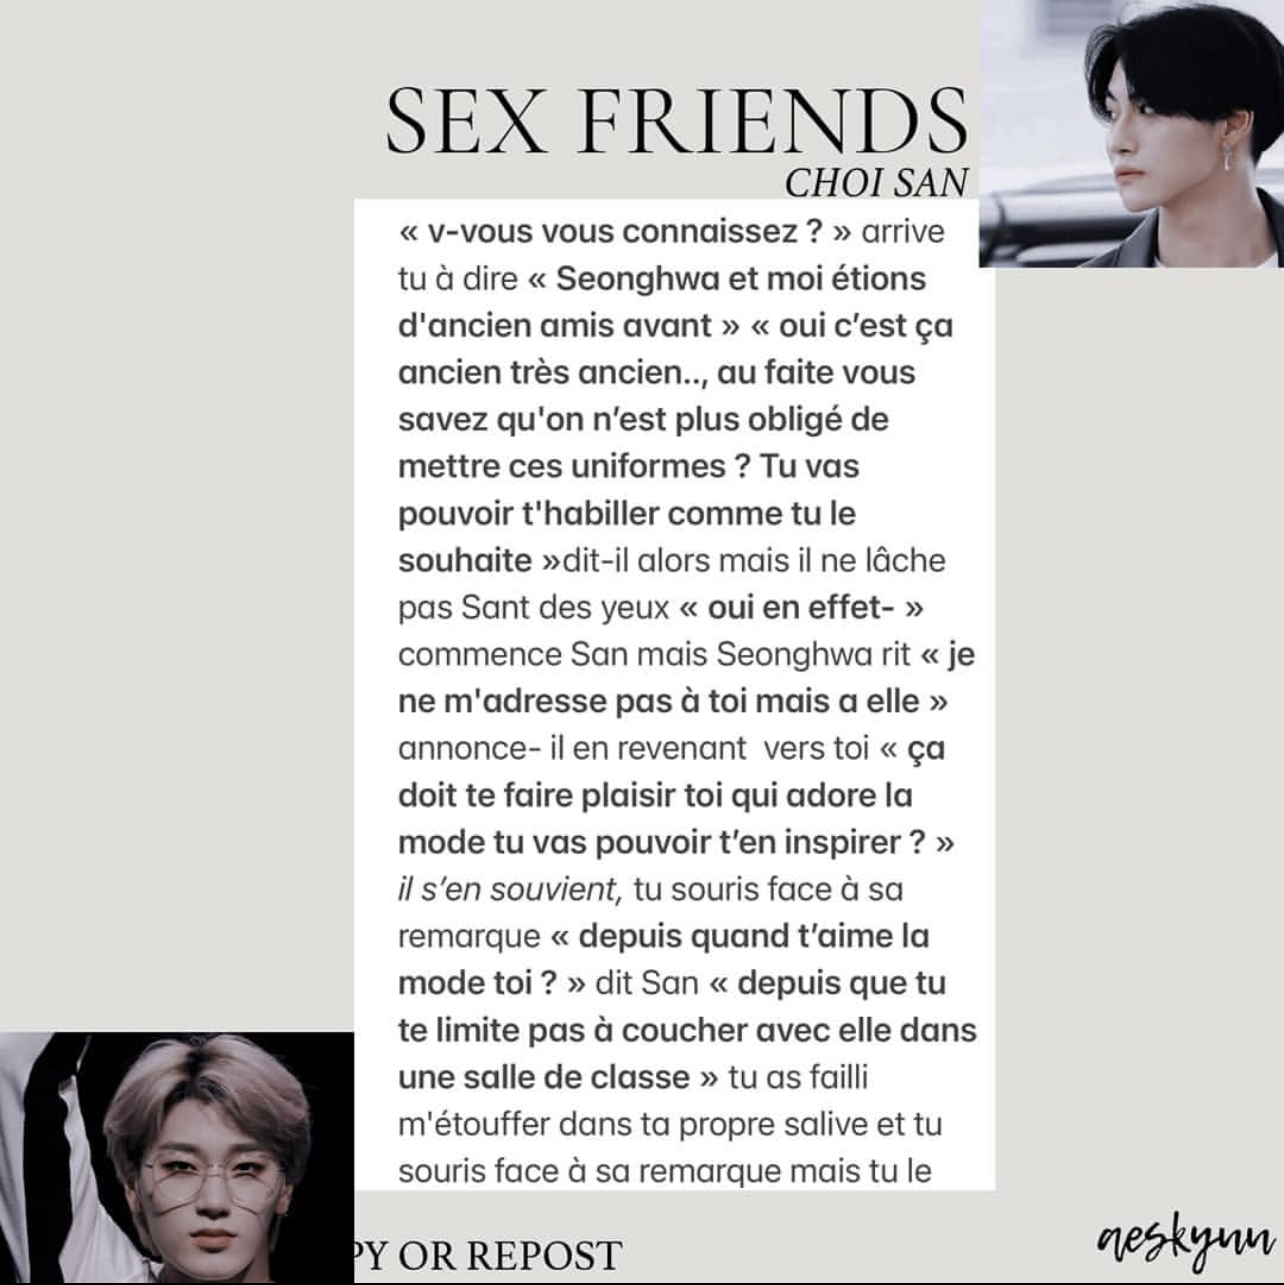 SEX FRIENDS
CHOI SAN
« v-vous vous connaissez ? » arrive
tu à dire « Seonghwa et moi étions
d'ancien amis avant » « oui c’est ça
ancien très ancien.., au faite vous
savez qu'on n’est plus obligé de
mettre ces uniformes ? Tu vas
pouvoir t'habiller comme tu le
souhaite »dit-il alors mais il ne lâche
pas Sant des yeux « oui en effet- »
commence San mais Seonghwa rit « je
ne m'adresse pas à toi mais a elle »
annonce- il en revenant  vers toi « ça
doit te faire plaisir toi qui adore la
mode tu vas pouvoir t’en inspirer ? »
il s’en souvient, tu souris face à sa
remarque « depuis quand t’aime la
mode toi ? » dit San « depuis que tu
te limite pas à coucher avec elle dans
une salle de classe » tu as failli
m'étouffer dans ta propre salive et tu
souris face à sa remarque mais tu le
PY OR REPOST
aeskyun